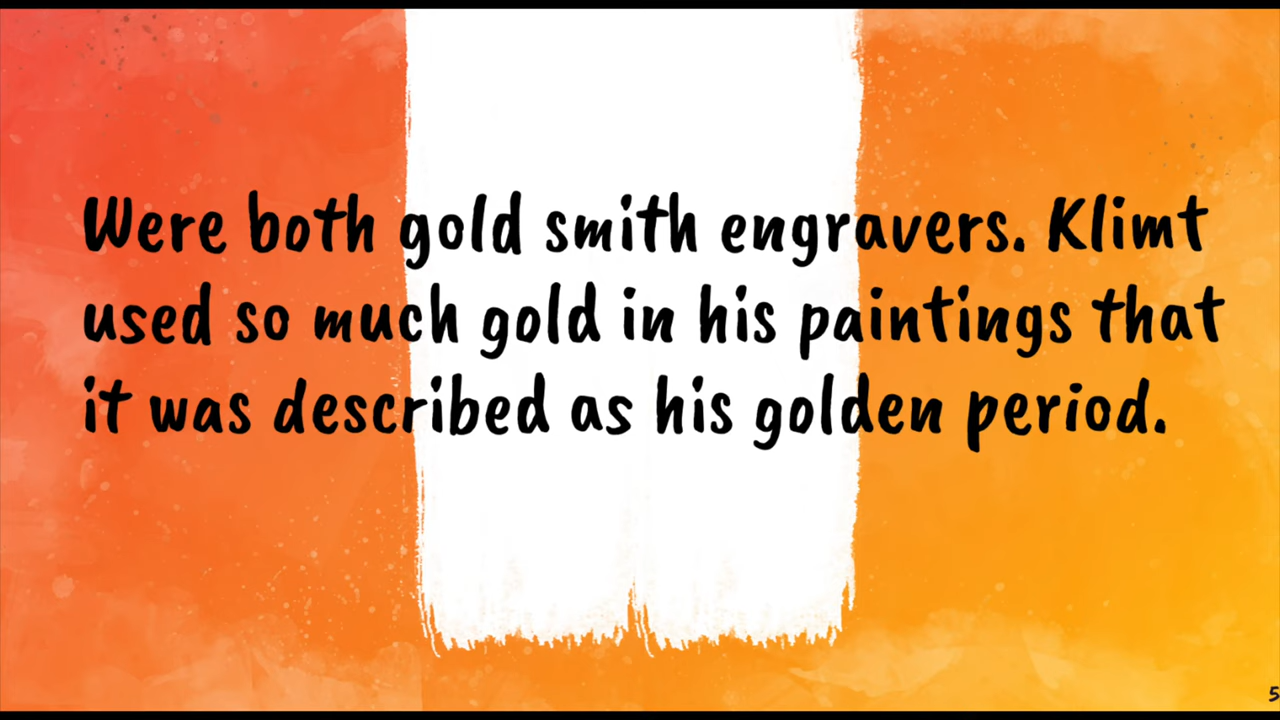 Were both gold smith engravers. Klimt
used so much gold in his paintings that
it was described as his golden period.
5